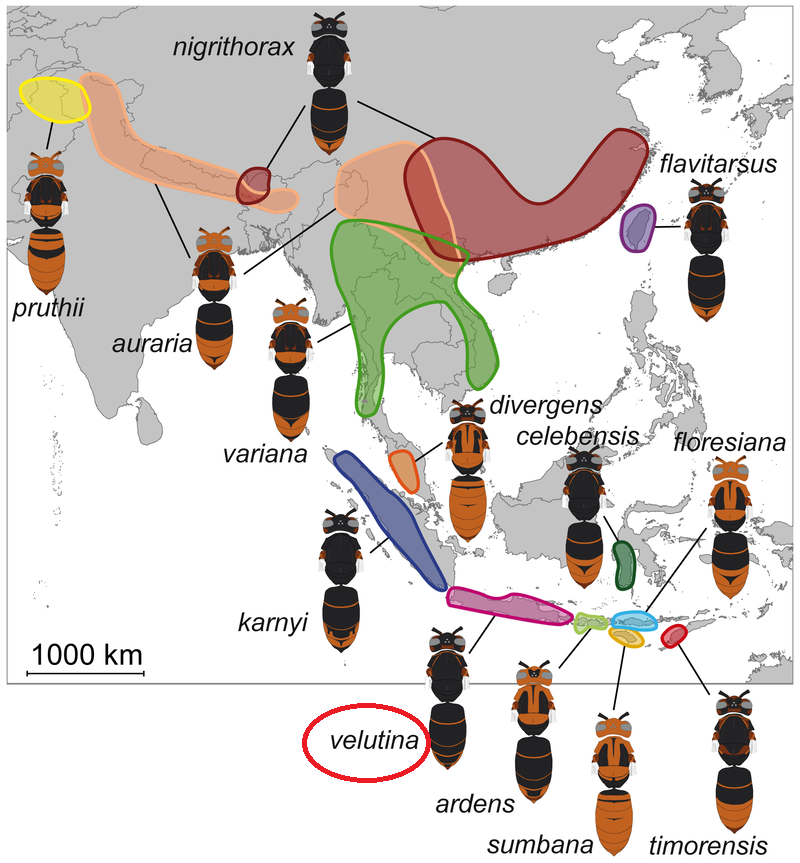 nigrithorax
flavitarsus
pruthii
auraria
variana
divergens
celebensis
floresiana
karnyi
1000 km
velutina
ardens
sumbana
timorensis